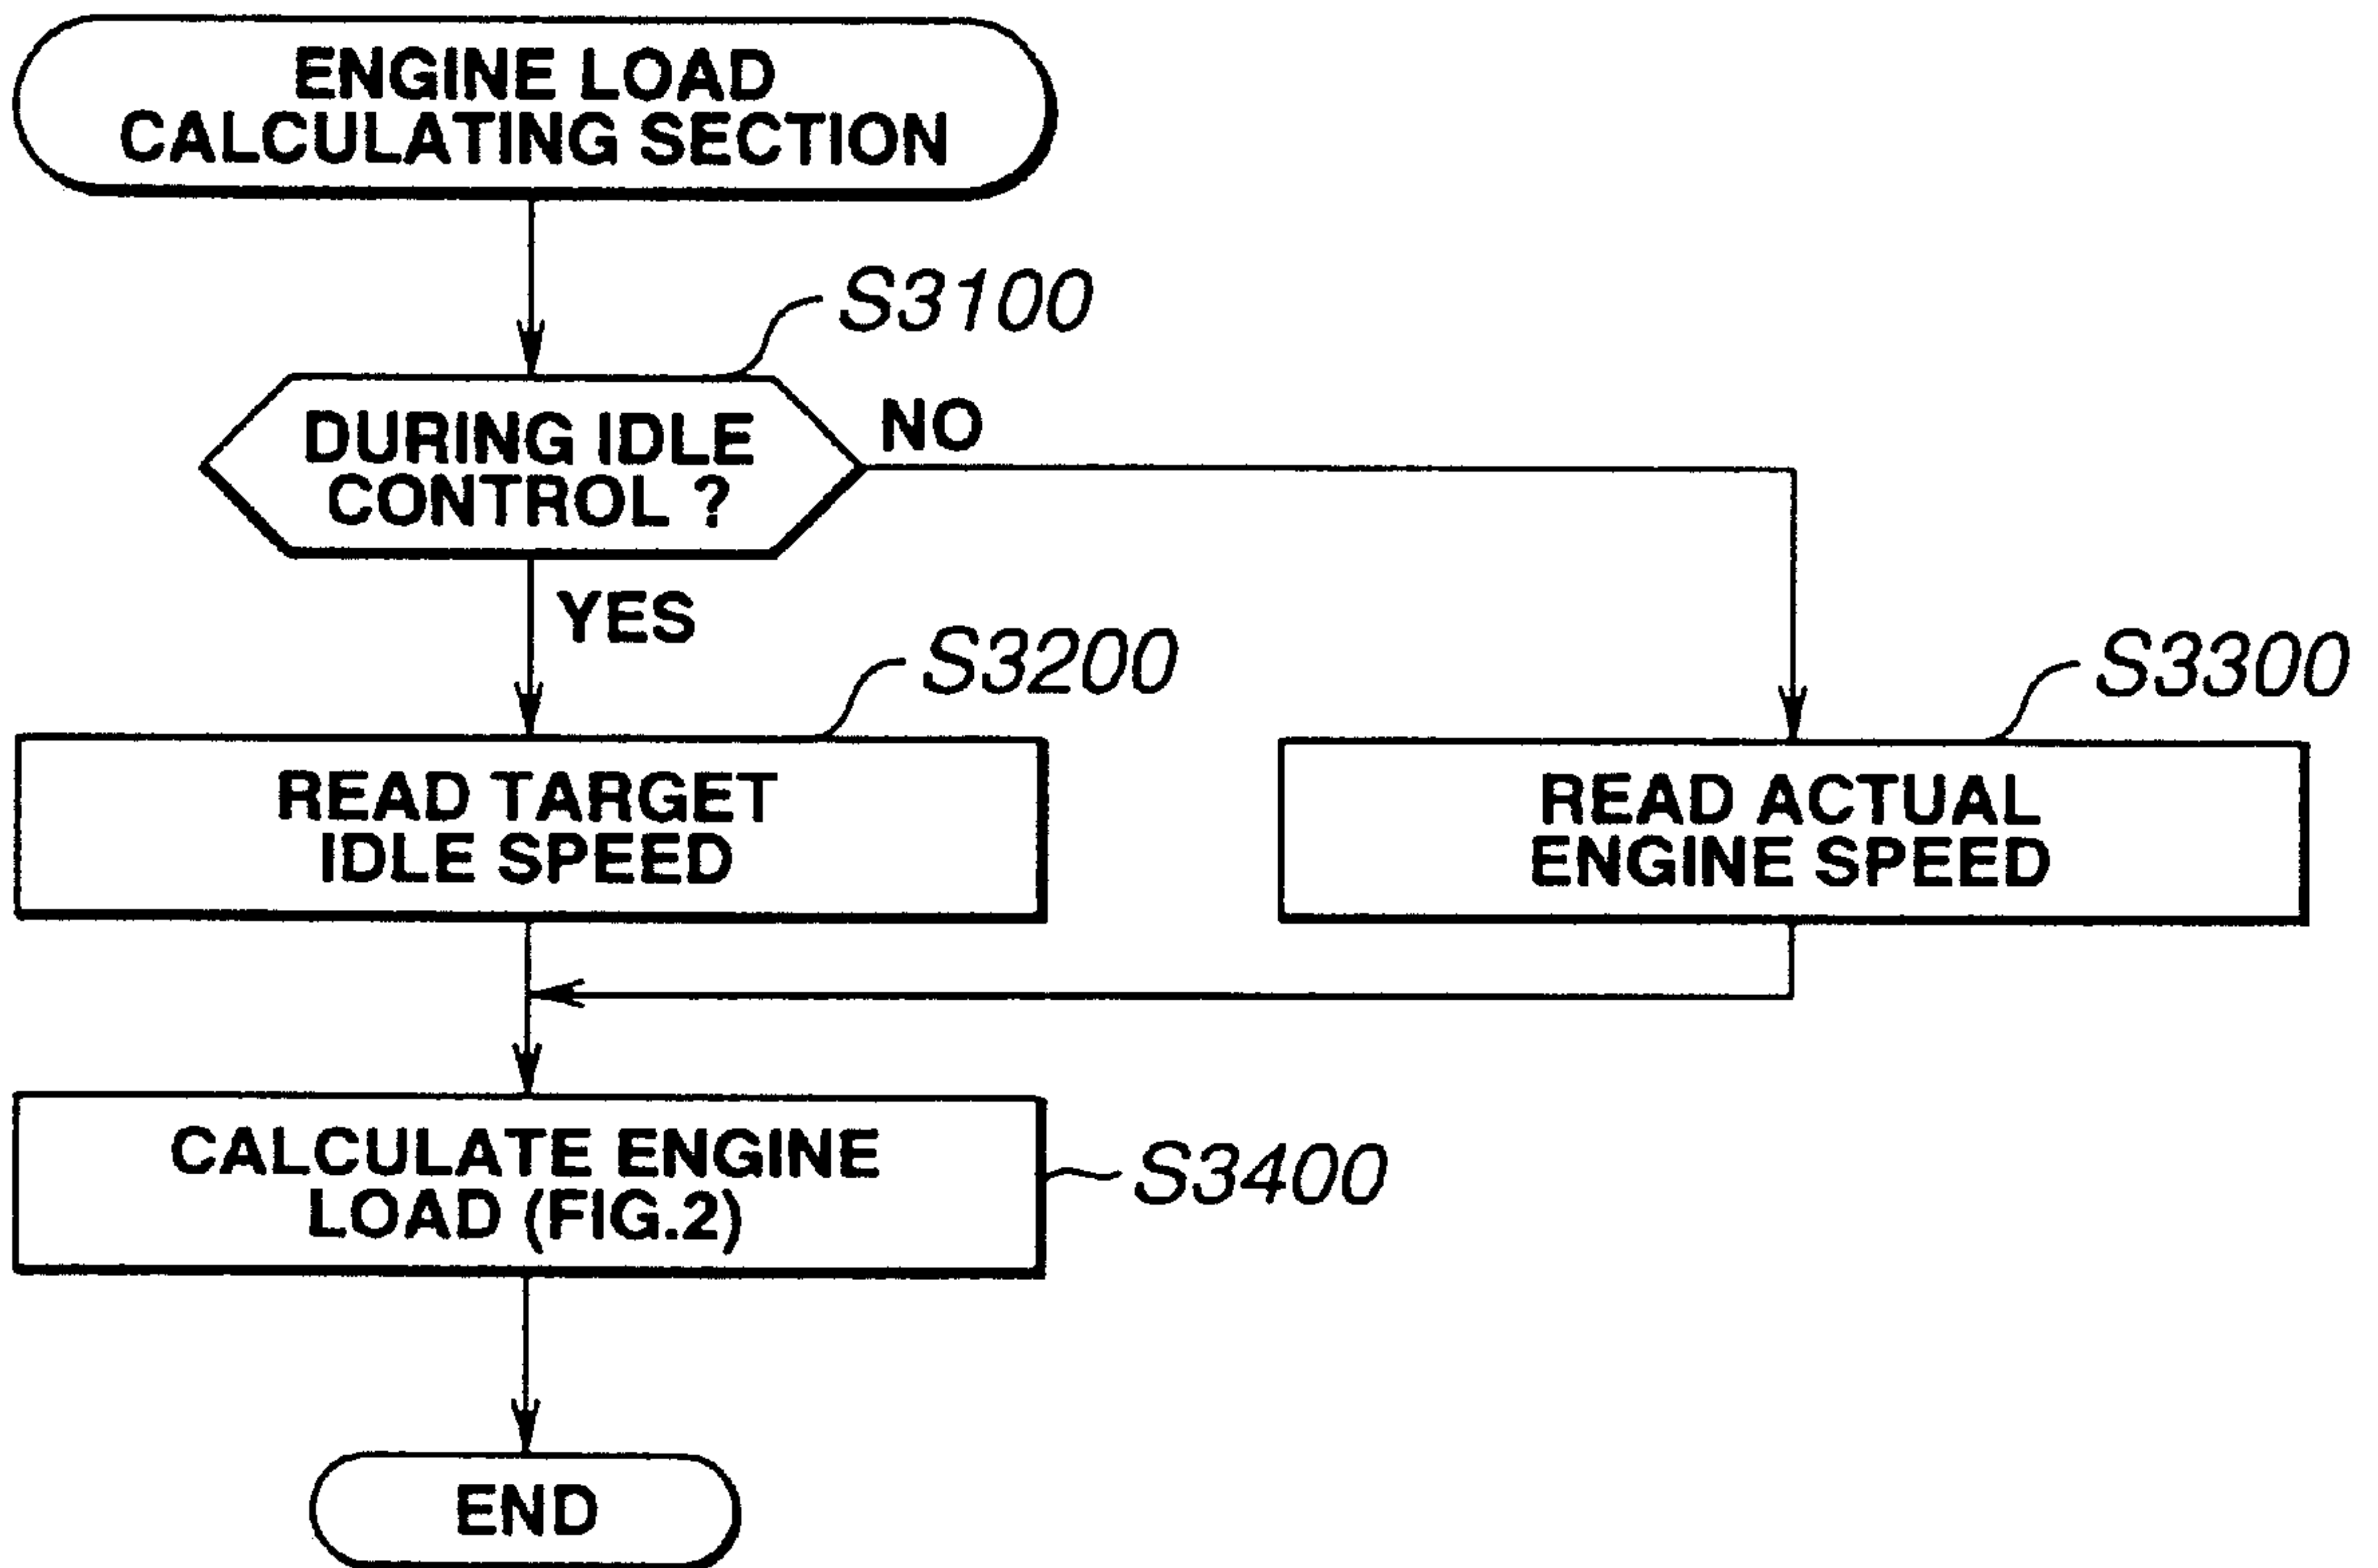 ENGINE LOAD
CALCULATING SECTION
S3100
DURING IDLE
CONTROL ?
NO
YES
S3200
S3300
READ TARGET
IDLE SPEED
READ ACTUAL
ENGINE SPEED
CALCULATE ENGINE
LOAD (FIG.2)
S3400
END